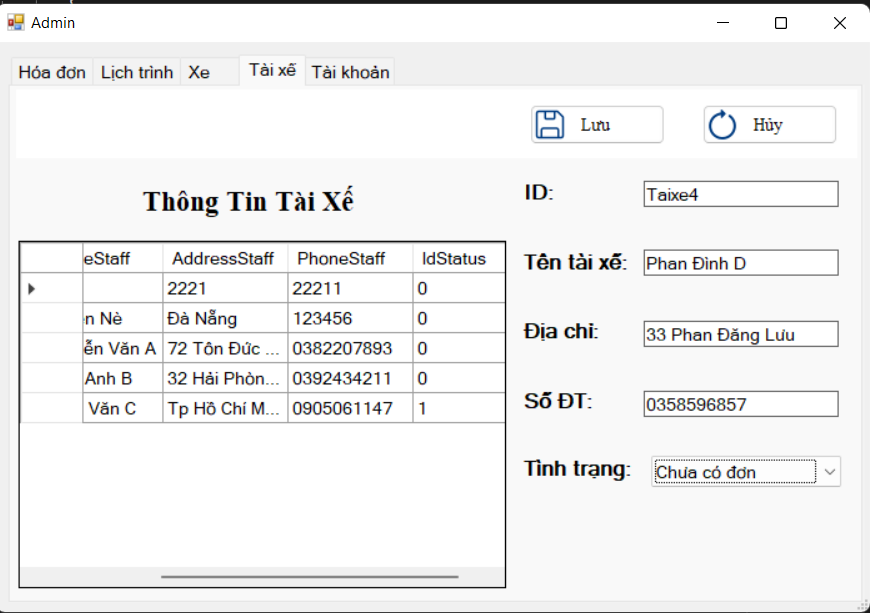 Admin
Hóa đơn Lịch trình Xe Tài xế Tài khoản
Lưu Hủy
Thông Tin Tài Xế
eStaff AddressStaff PhoneStaff IdStatus
2221 22211 0
n Nè Đà Nẵng 123456 0
ễn Văn A 72 Tôn Đức ... 0382207893 0
Anh B 32 Hải Phòn... 0392434211 0
Văn C Tp Hồ Chí M... 0905061147 1
ID: Taixe4
Tên tài xế: Phan Đình D
Địa chỉ: 33 Phan Đăng Lưu
Số ĐT: 0358596857
Tình trạng: Chưa có đơn